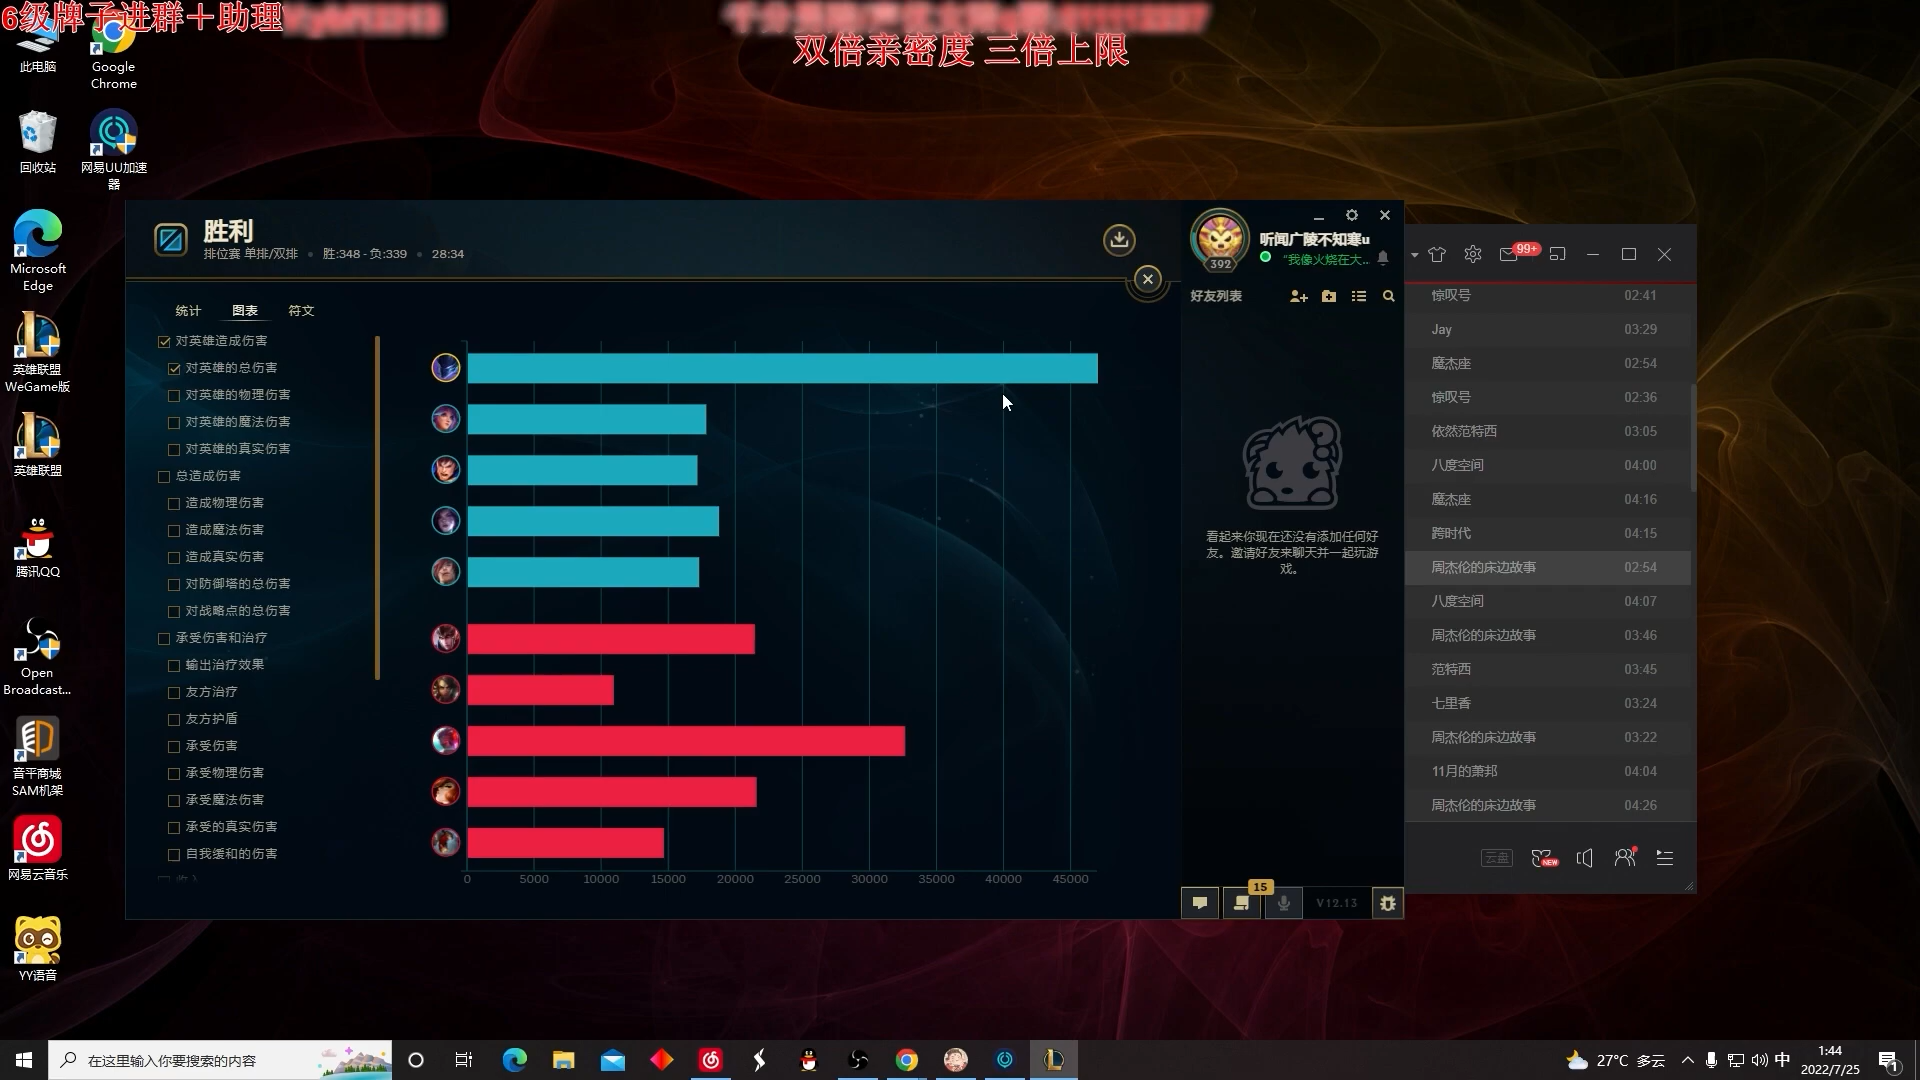 6级牌子进群＋助理
双倍亲密度 三倍上限
此电脑
Google
Chrome
回收站
网易UU加速
器
Microsoft
Edge
英雄联盟
WeGame版
英雄联盟
腾讯QQ
Open
Broadcast...
音平商城
SAM机架
网易云音乐
YY语音
胜利
排位赛 单排/双排 • 胜:348 - 负:339 • 28:34
统计 图表 符文
对英雄造成伤害
对英雄的总伤害
对英雄的物理伤害
对英雄的魔法伤害
对英雄的真实伤害
总造成伤害
造成物理伤害
造成魔法伤害
造成真实伤害
对防御塔的总伤害
对战略点的总伤害
承受伤害和治疗
输出治疗效果
友方治疗
友方护盾
承受伤害
承受物理伤害
承受魔法伤害
承受的真实伤害
自我缓和的伤害
0 5000 10000 15000 20000 25000 30000 35000 40000 45000
392
听闻广陵不知寒u
“我像火烧在大...
好友列表
看起来你现在还没有添加任何好
友。邀请好友来聊天并一起玩游
戏。
15
V12.13
99+
惊叹号 02:41
Jay 03:29
魔杰座 02:54
惊叹号 02:36
依然范特西 03:05
八度空间 04:00
魔杰座 04:16
跨时代 04:15
周杰伦的床边故事 02:54
八度空间 04:07
周杰伦的床边故事 03:46
范特西 03:45
七里香 03:24
周杰伦的床边故事 03:22
11月的萧邦 04:04
周杰伦的床边故事 04:26
云盘
NEW
在这里输入你要搜索的内容
27°C 多云
中
1:44
2022/7/25
1